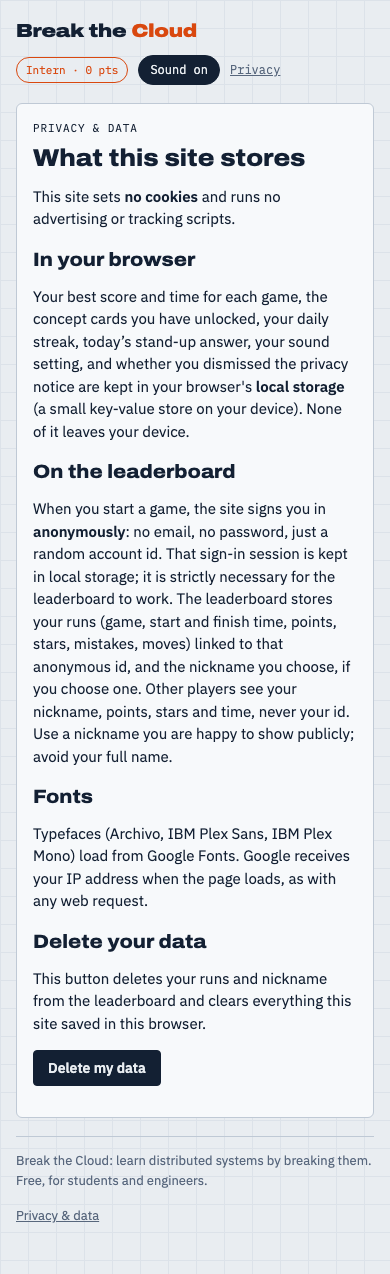 Break the Cloud
Intern · 0 pts
Sound on
Privacy
PRIVACY & DATA
What this site stores
This site sets no cookies and runs no
advertising or tracking scripts.
In your browser
Your best score and time for each game, the
concept cards you have unlocked, your daily
streak, today’s stand-up answer, your sound
setting, and whether you dismissed the privacy
notice are kept in your browser's local storage
(a small key-value store on your device). None
of it leaves your device.
On the leaderboard
When you start a game, the site signs you in
anonymously: no email, no password, just a
random account id. That sign-in session is kept
in local storage; it is strictly necessary for the
leaderboard to work. The leaderboard stores
your runs (game, start and finish time, points,
stars, mistakes, moves) linked to that
anonymous id, and the nickname you choose, if
you choose one. Other players see your
nickname, points, stars and time, never your id.
Use a nickname you are happy to show publicly;
avoid your full name.
Fonts
Typefaces (Archivo, IBM Plex Sans, IBM Plex
Mono) load from Google Fonts. Google receives
your IP address when the page loads, as with
any web request.
Delete your data
This button deletes your runs and nickname
from the leaderboard and clears everything this
site saved in this browser.
Delete my data
Break the Cloud: learn distributed systems by breaking them.
Free, for students and engineers.
Privacy & data